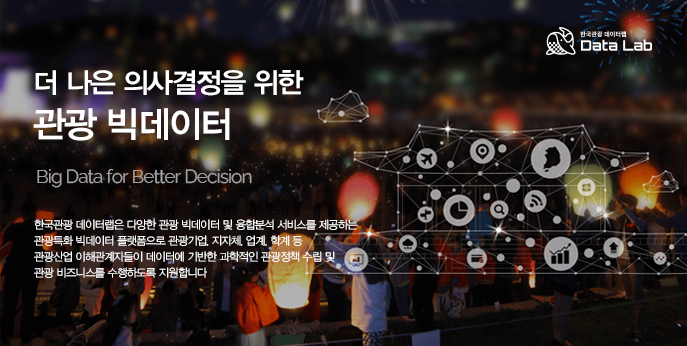 한국관광 데이터랩
Data Lab
더 나은 의사결정을 위한
관광 빅데이터
Big Data for Better Decision
한국관광 데이터랩은 다양한 관광 빅데이터 및 융합분석 서비스를 제공하는
관광특화 빅데이터 플랫폼으로 관광기업, 지자체, 업계, 학계 등
관광산업 이해관계자들이 데이터에 기반한 과학적인 관광정책 수립 및
관광 비즈니스를 수행하도록 지원합니다